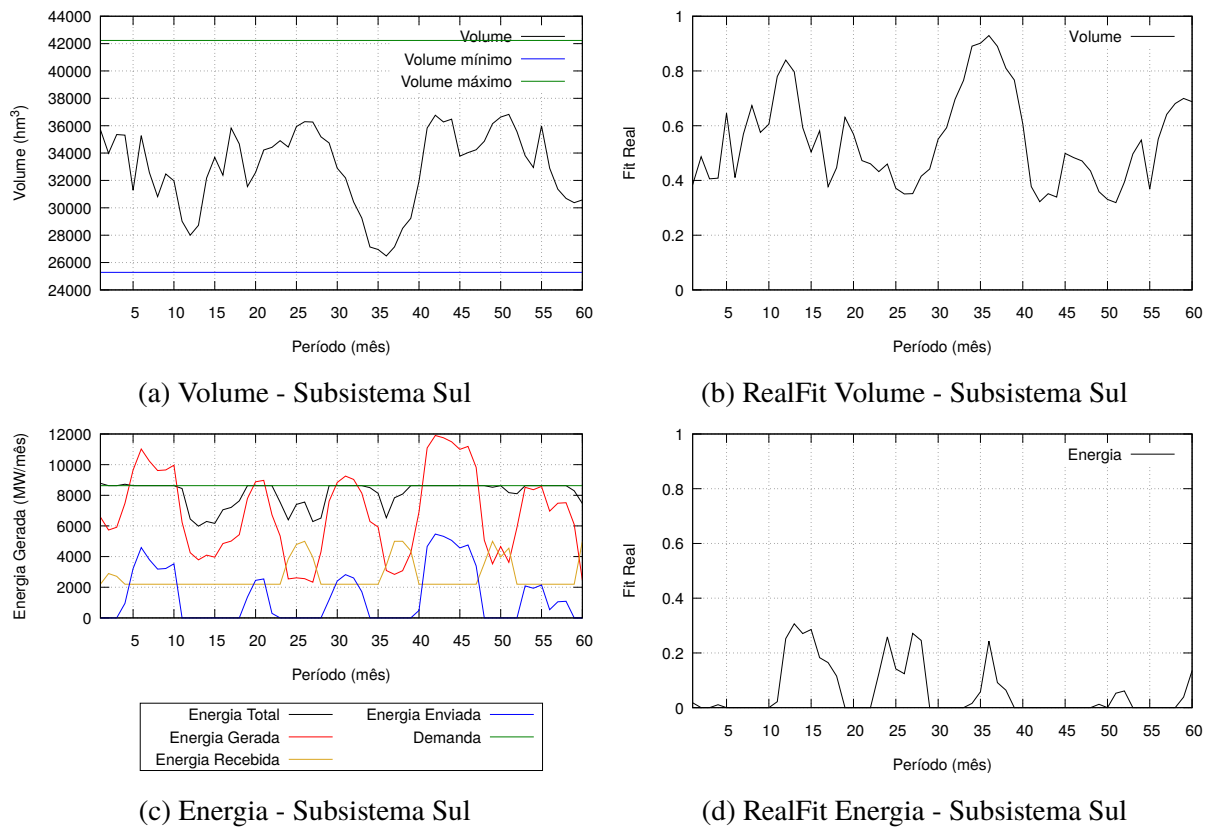 44000
42000
40000
38000
36000
34000
32000
30000
28000
26000
24000
Volume (hm³)
Volume
Volume mínimo
Volume máximo
5 10 15 20 25 30 35 40 45 50 55 60
Período (mês)
(a) Volume - Subsistema Sul
1
0.8
0.6
0.4
0.2
0
Fit Real
Volume
5 10 15 20 25 30 35 40 45 50 55 60
Período (mês)
(b) RealFit Volume - Subsistema Sul
12000
10000
8000
6000
4000
2000
0
Energia Gerada (MW/mês)
5 10 15 20 25 30 35 40 45 50 55 60
Período (mês)
Energia Total Energia Enviada
Energia Gerada Demanda
Energia Recebida
(c) Energia - Subsistema Sul
1
0.8
0.6
0.4
0.2
0
Fit Real
Energia
5 10 15 20 25 30 35 40 45 50 55 60
Período (mês)
(d) RealFit Energia - Subsistema Sul